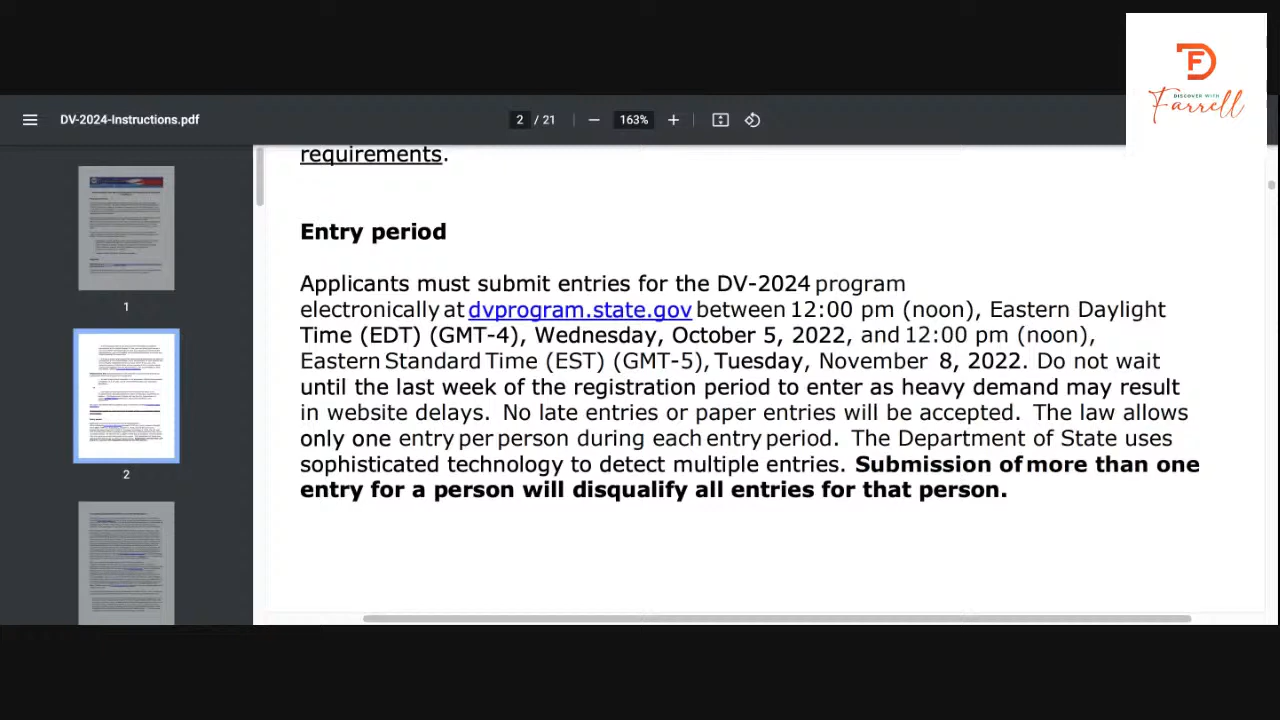 DISCOVER WITH
Farrell
DV-2024-Instructions.pdf
2 / 21
163%
requirements.
Entry period
Applicants must submit entries for the DV-2024 program
electronically at dvprogram.state.gov between 12:00 pm (noon), Eastern Daylight
Time (EDT) (GMT-4), Wednesday, October 5, 2022, and 12:00 pm (noon),
Eastern Standard Time (EST) (GMT-5), Tuesday, November 8, 2022. Do not wait
until the last week of the registration period to enter as heavy demand may result
in website delays. No late entries or paper entries will be accepted. The law allows
only one entry per person during each entry period. The Department of State uses
sophisticated technology to detect multiple entries. Submission of more than one
entry for a person will disqualify all entries for that person.
1
2